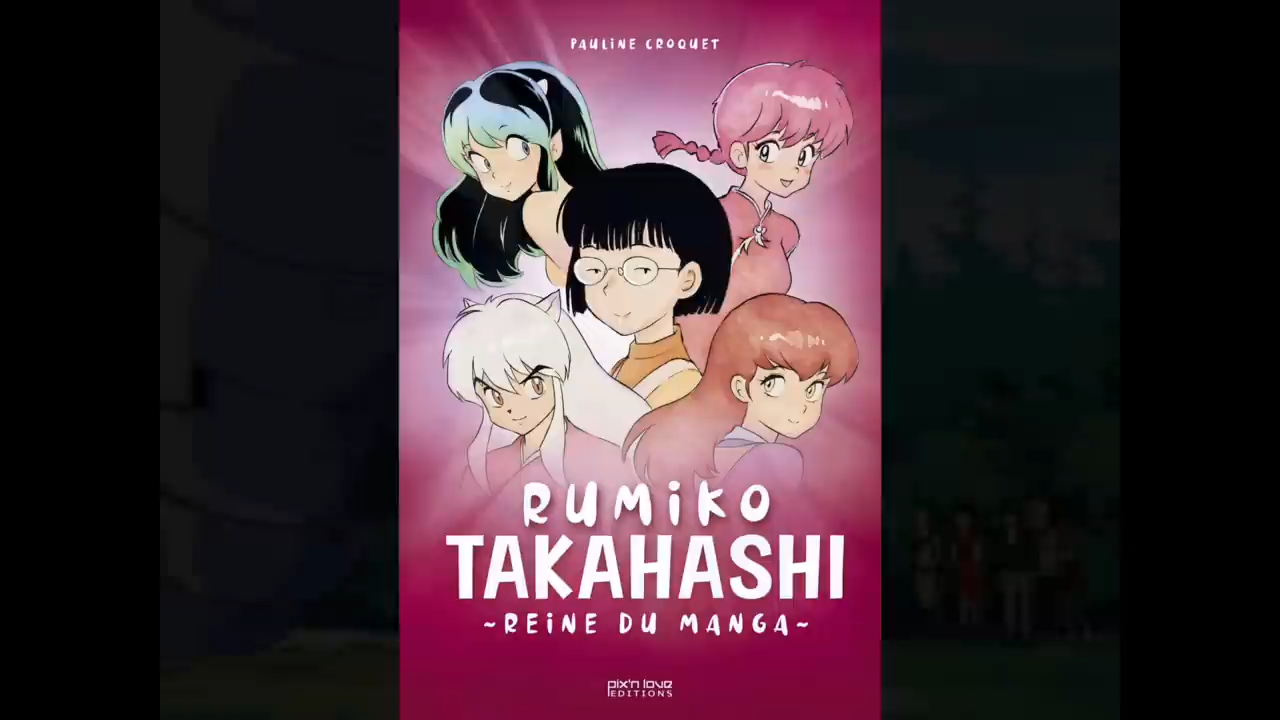 PAULINE CROQUET
RUMIKO
TAKAHASHI
~REINE DU MANGA~
pix'n love
EDITIONS